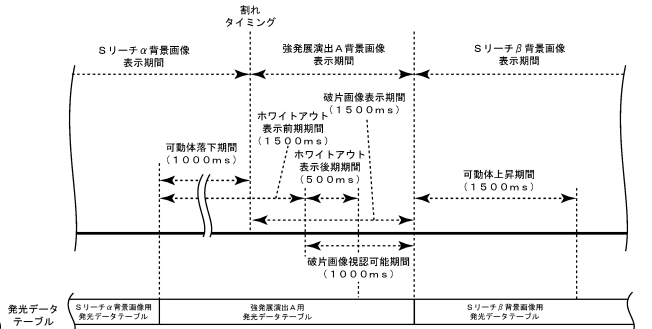 割れ
タイミング
Ｓリーチα背景画像
表示期間
強発展演出Ａ背景画像
表示期間
Ｓリーチβ背景画像
表示期間
破片画像表示期間
（１５００ｍｓ）
ホワイトアウト
表示前期期間
（１５００ｍｓ）
可動体落下期間
（１０００ｍｓ）
ホワイトアウト
表示後期期間
（５００ｍｓ）
可動体上昇期間
（１５００ｍｓ）
破片画像視認可能期間
（１０００ｍｓ）
発光データ
テーブル
Ｓリーチα背景画像用
発光データテーブル
強発展演出Ａ用
発光データテーブル
Ｓリーチβ背景画像用
発光データテーブル